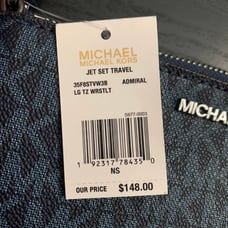 MICHAEL
MICHAEL KORS
JET SET TRAVEL
35F8STVW3B ADMIRAL
LG TZ WRSTLT
1 92317 78435 0
NS
OUR PRICE $148.00
MICHA